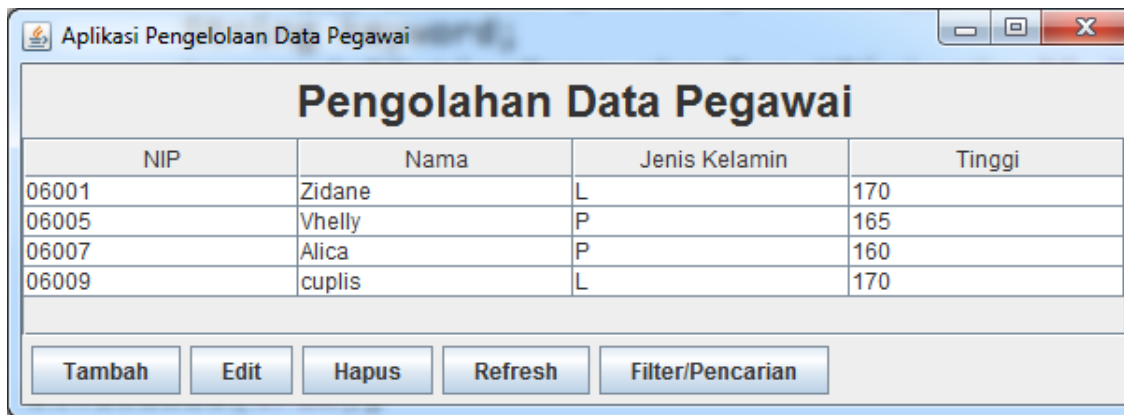 Aplikasi Pengelolaan Data Pegawai
Pengolahan Data Pegawai
NIP Nama Jenis Kelamin Tinggi
06001 Zidane L 170
06005 Vhelly P 165
06007 Alica P 160
06009 cuplis L 170
Tambah Edit Hapus Refresh Filter/Pencarian